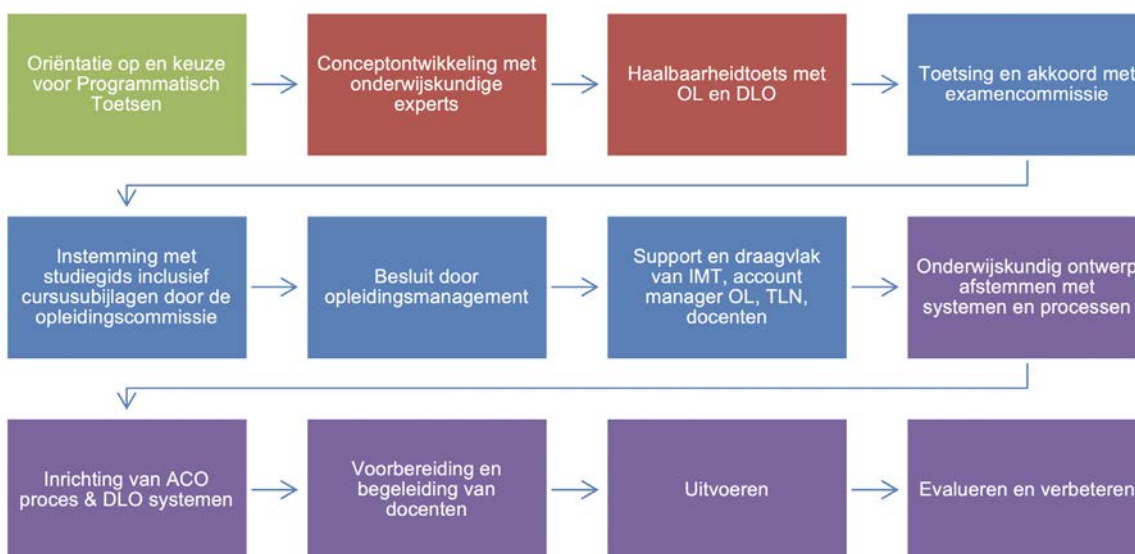 Oriëntatie op en keuze
voor Programmatisch
Toetsen
Conceptontwikkeling met
onderwijskundige
experts
Haalbaarheidtoets met
OL en DLO
Toetsing en akkoord met
examencommissie
Instemming met
studiegids inclusief
cursusubijlagen door de
opleidingscommissie
Besluit door
opleidingsmanagement
Support en draagvlak
van IMT, account
manager OL, TLN,
docenten
Onderwijskundig ontwerp
afstemmen met
systemen en processen
Inrichting van ACO
proces & DLO systemen
Voorbereiding en
begeleiding van
docenten
Uitvoeren
Evalueren en verbeteren